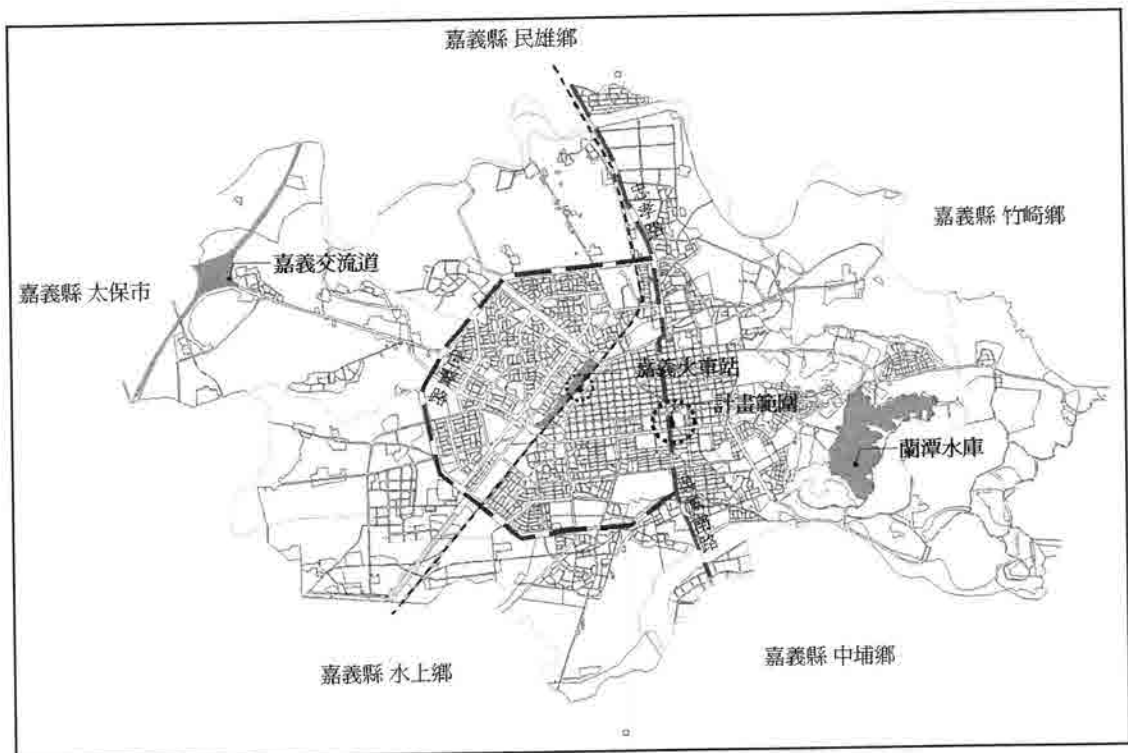 嘉義縣 民雄鄉
忠孝路
嘉義縣 竹崎鄉
嘉義交流道
嘉義縣 太保市
嘉義火車站
計畫範圍
蘭潭水庫
嘉義縣 水上鄉
嘉義縣 中埔鄉